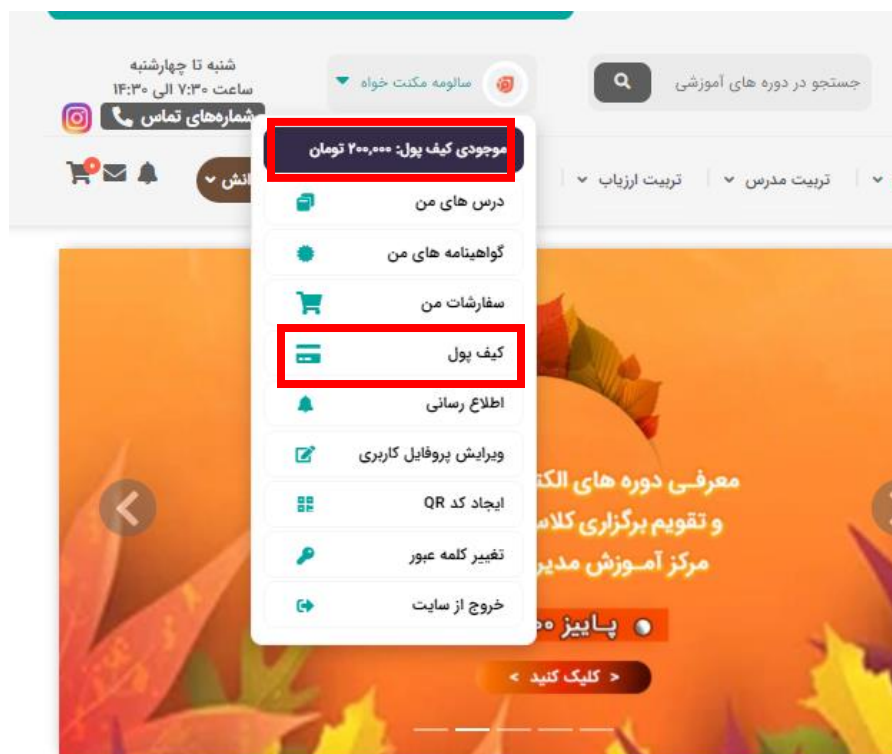 شنبه تا چهارشنبه
ساعت ۷:۳۰ الی ۱۴:۳۰
شماره‌های تماس
سالومه مکنت خواه
جستجو در دوره های آموزشی
موجودی کیف پول: ۲۰۰,۰۰۰ تومان
تربیت مدرس
تربیت ارزیاب
۰
درس های من
گواهینامه های من
سفارشات من
کیف پول
اطلاع رسانی
ویرایش پروفایل کاربری
ایجاد کد QR
تغییر کلمه عبور
خروج از سایت
معرفی دوره های
و تقویم برگزاری
مرکز آموزش
پاییز
< کلیک کنید >